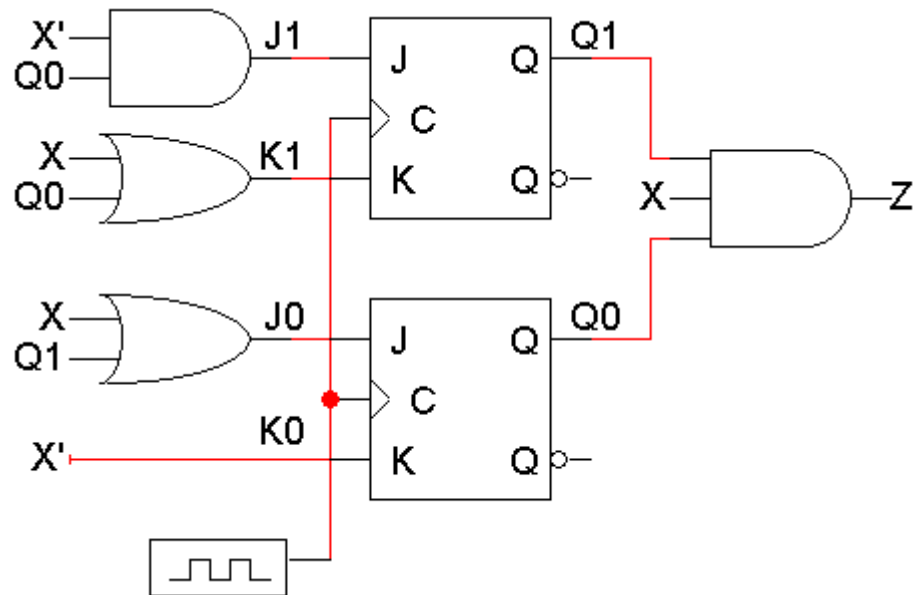 X' J1 Q1
Q0 J Q
C
X K1
Q0 K Q X Z
X J0 Q0
Q1 J Q
C
K0
X' K Q